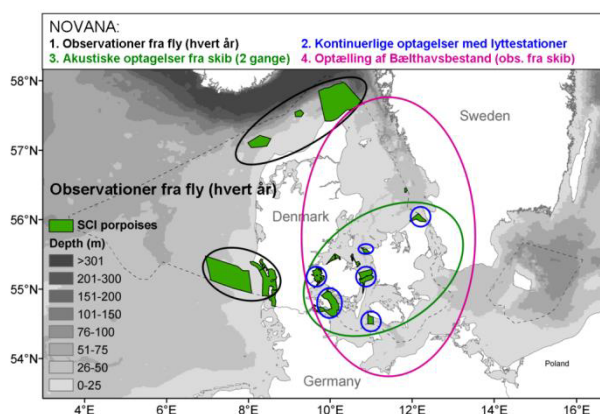 NOVANA:
1. Observationer fra fly (hvert år)
2. Kontinuerlige optagelser med lyttestationer
3. Akustiske optagelser fra skib (2 gange)
4. Optælling af Bælthavsbestand (obs. fra skib)
58°N
57°N
56°N
55°N
54°N
Sweden
Denmark
Germany
Poland
Observationer fra fly (hvert år)
SCI porpoises
Depth (m)
>301
201-300
151-200
101-150
76-100
51-75
26-50
0-25
4°E
6°E
8°E
10°E
12°E
14°E
16°E